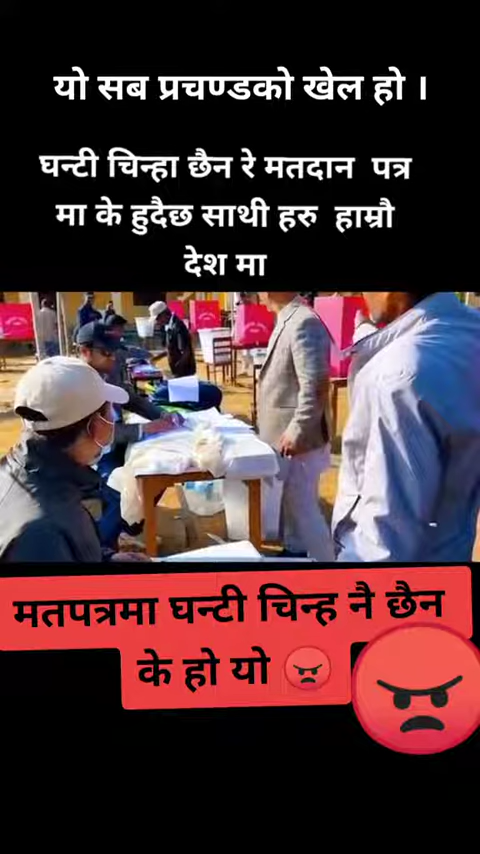 यो सब प्रचण्डको खेल हो ।
घन्टी चिन्हा छैन रे मतदान पत्र
मा के हुदैछ साथी हरु हाम्रौ
देश मा
मतपत्रमा घन्टी चिन्ह नै छैन
के हो यो 😡